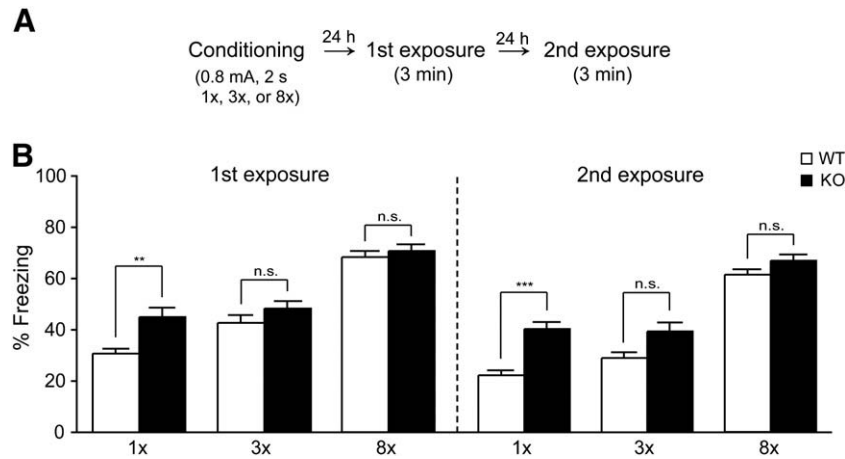 A
Conditioning 24 h → 1st exposure 24 h → 2nd exposure
(0.8 mA, 2 s (3 min) (3 min)
1x, 3x, or 8x)
B
WT
KO
1st exposure 2nd exposure
% Freezing
100
80
60
40
20
0
** n.s. n.s. *** n.s. n.s.
1x 3x 8x 1x 3x 8x